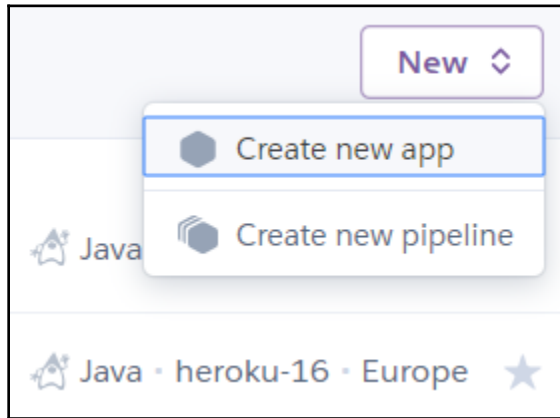 New
Create new app
Java
Create new pipeline
Java · heroku-16 · Europe